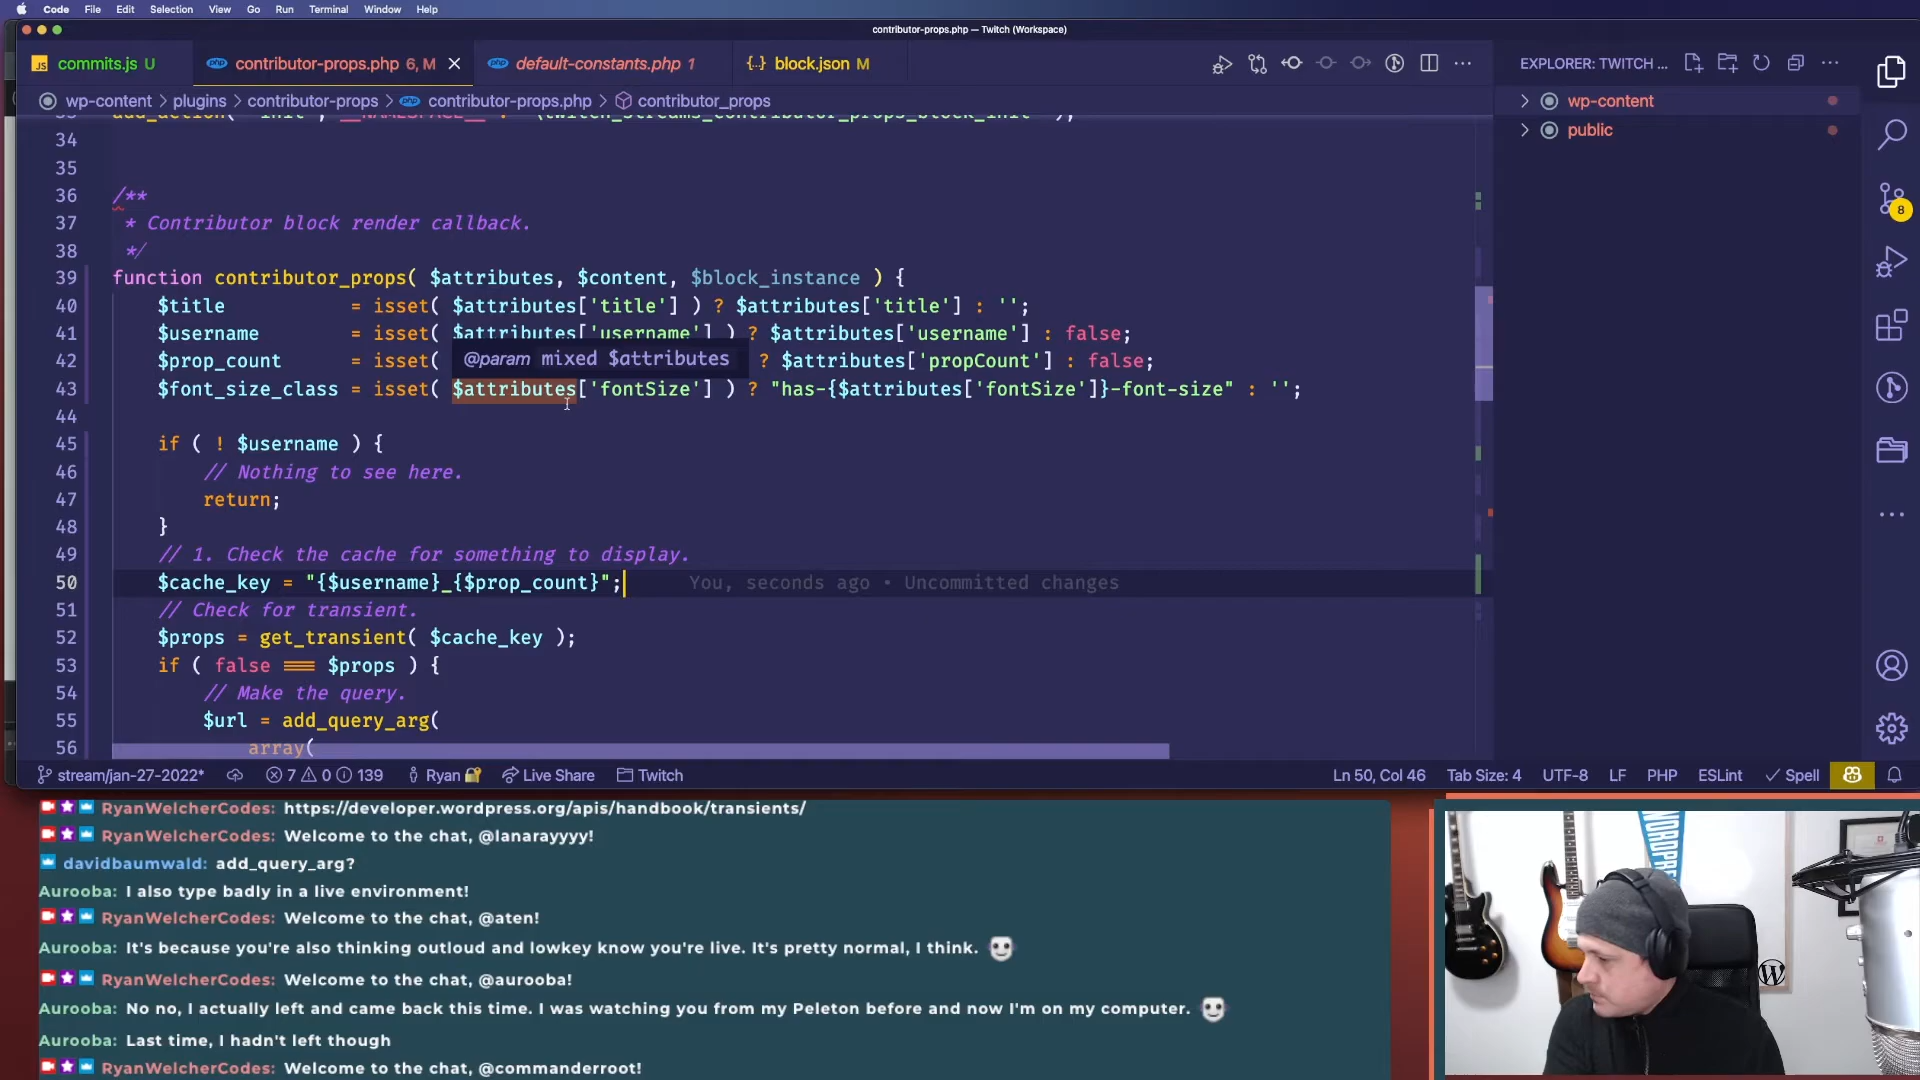 Code File Edit Selection View Go Run Terminal Window Help
contributor-props.php — Twitch (Workspace)
commits.js U contributor-props.php 6, M default-constants.php 1 block.json M
EXPLORER: TWITCH ...
wp-content > plugins > contributor-props > contributor-props.php > contributor_props
wp-content
public
add_action( 'init', __NAMESPACE__ . '\twitch_streams_contributor_props_block_init' );
34
35
36 /**
37 * Contributor block render callback.
38 */
39 function contributor_props( $attributes, $content, $block_instance ) {
40 $title = isset( $attributes['title'] ) ? $attributes['title'] : '';
41 $username = isset( $attributes['username'] ) ? $attributes['username'] : false;
42 $prop_count = isset( ? $attributes['propCount'] : false;
@param mixed $attributes
43 $font_size_class = isset( $attributes['fontSize'] ) ? "has-{$attributes['fontSize']}-font-size" : '';
44
45 if ( ! $username ) {
46 // Nothing to see here.
47 return;
48 }
49 // 1. Check the cache for something to display.
50 $cache_key = "{$username}_{$prop_count}"; You, seconds ago • Uncommitted changes
51 // Check for transient.
52 $props = get_transient( $cache_key );
53 if ( false === $props ) {
54 // Make the query.
55 $url = add_query_arg(
56 array(
8
stream/jan-27-2022* 7 0 139 Ryan Live Share Twitch Ln 50, Col 46 Tab Size: 4 UTF-8 LF PHP ESLint Spell
RyanWelcherCodes: https://developer.wordpress.org/apis/handbook/transients/
RyanWelcherCodes: Welcome to the chat, @lanarayyyy!
davidbaumwald: add_query_arg?
Aurooba: I also type badly in a live environment!
RyanWelcherCodes: Welcome to the chat, @aten!
Aurooba: It's because you're also thinking outloud and lowkey know you're live. It's pretty normal, I think.
RyanWelcherCodes: Welcome to the chat, @aurooba!
Aurooba: No no, I actually left and came back this time. I was watching you from my Peleton before and now I'm on my computer.
Aurooba: Last time, I hadn't left though
RyanWelcherCodes: Welcome to the chat, @commanderroot!